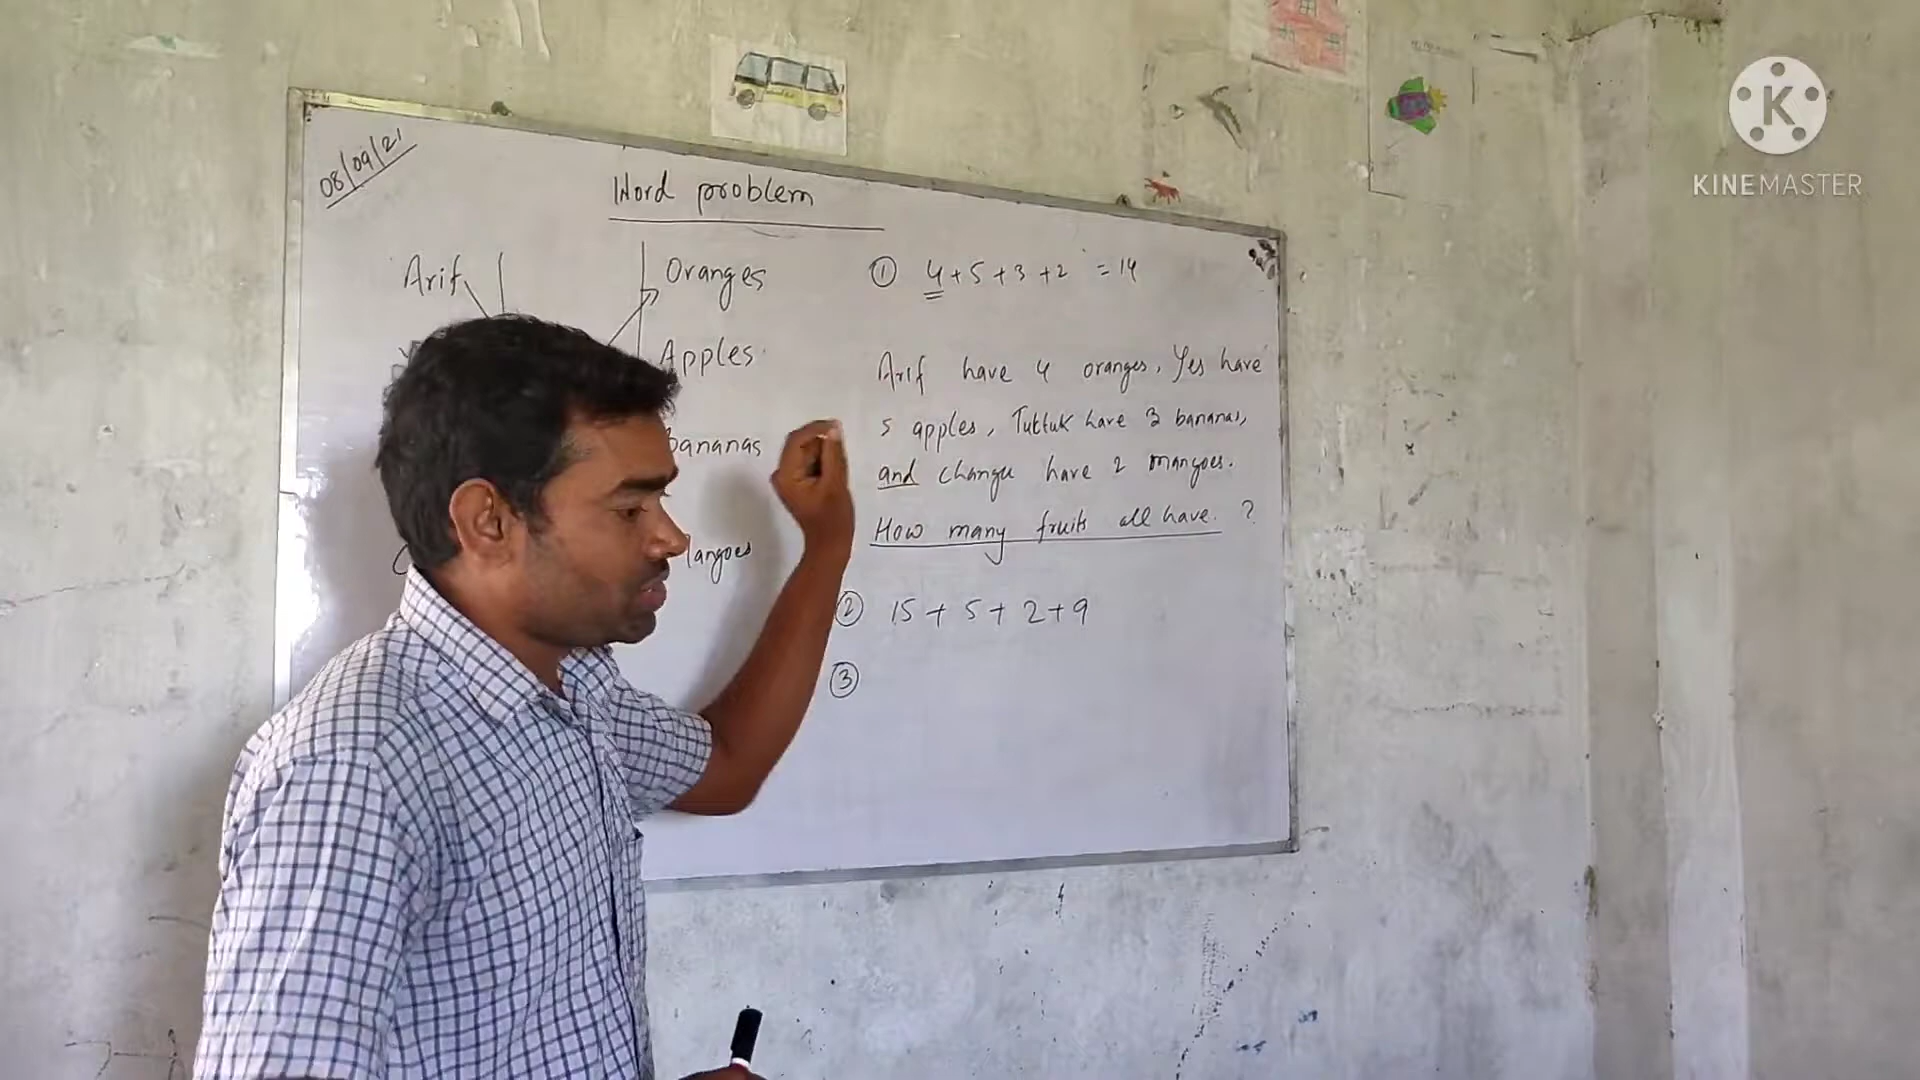 08/09/21
Word problem
Arif
Oranges
Apples
Bananas
Mangoes
① 4+5+3+2 = 14
Arif have 4 oranges, Yes have
5 apples, Tuktuk have 3 bananas,
and change have 2 mangoes.
How many fruits all have. ?
② 15 + 5 + 2 + 9
③
K
KINEMASTER